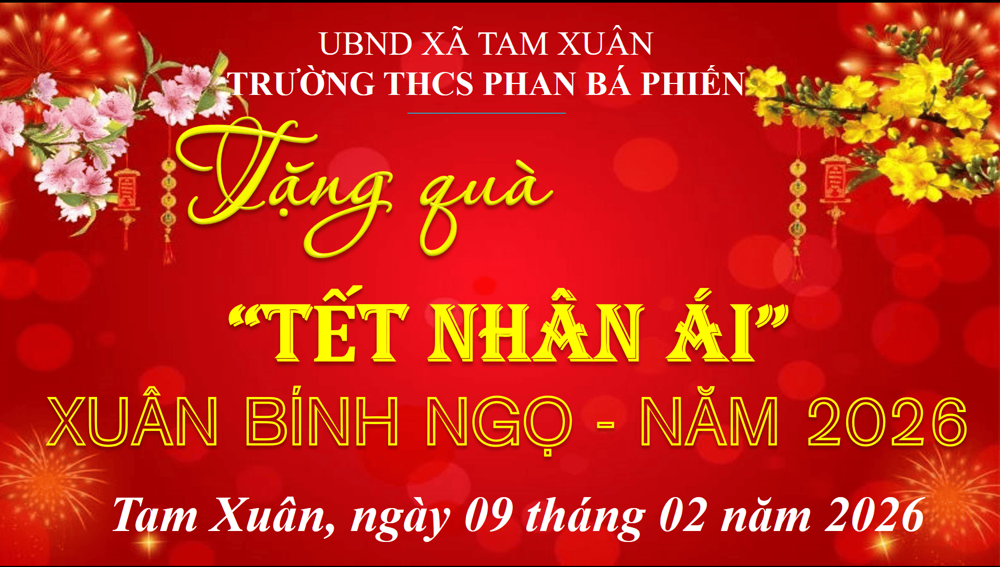 UBND XÃ TAM XUÂN
TRƯỜNG THCS PHAN BÁ PHIẾN
Tặng quà
“TẾT NHÂN ÁI”
XUÂN BÍNH NGỌ - NĂM 2026
Tam Xuân, ngày 09 tháng 02 năm 2026